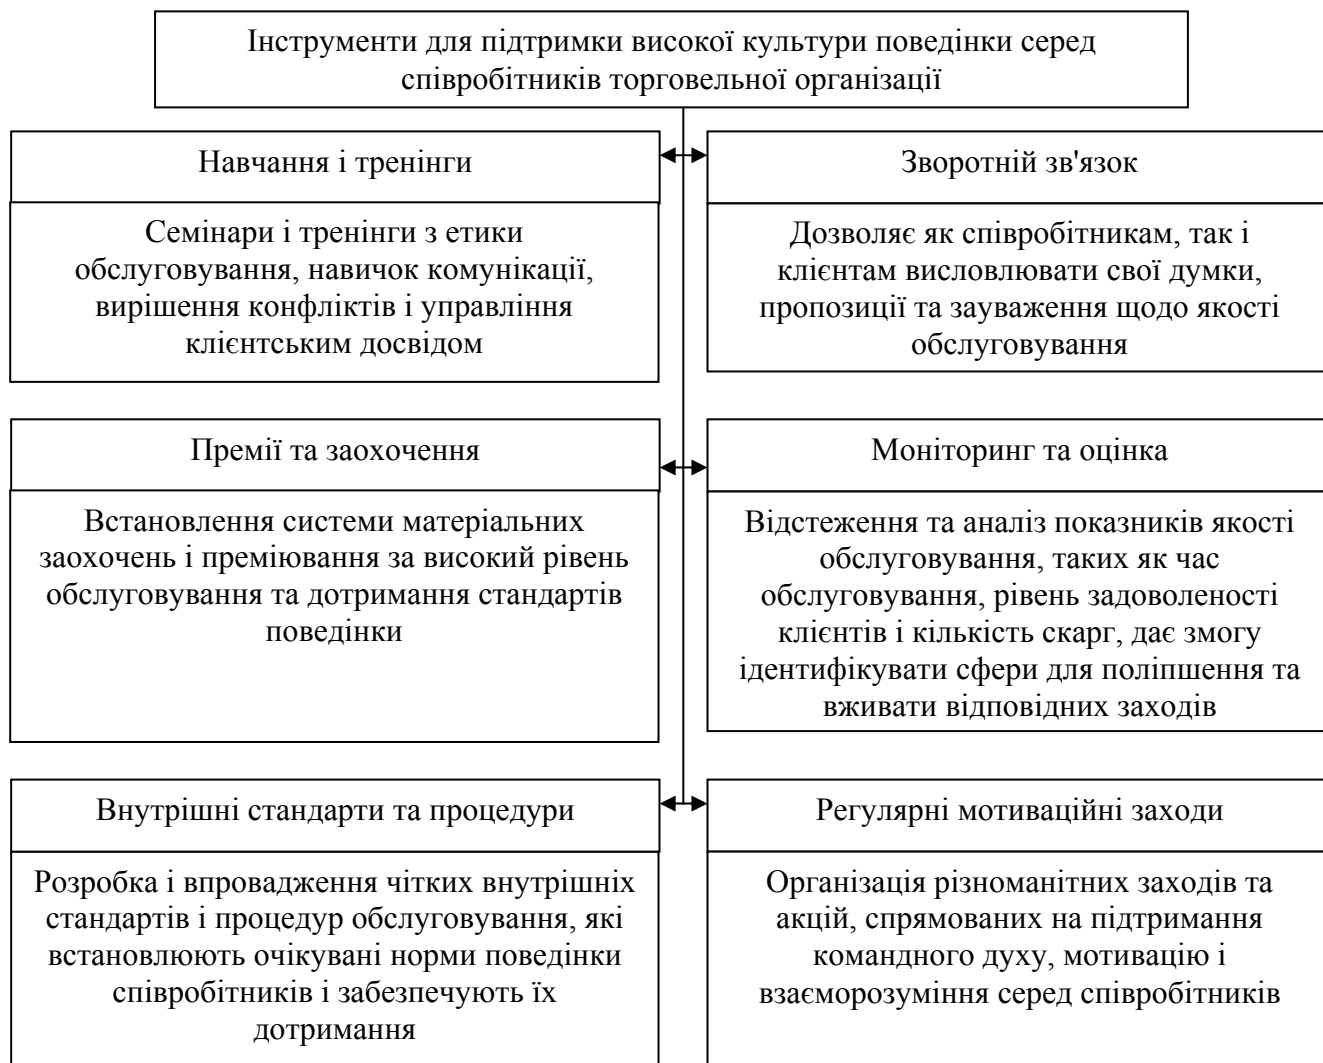 Інструменти для підтримки високої культури поведінки серед
співробітників торговельної організації
Навчання і тренінги
Семінари і тренінги з етики
обслуговування, навичок комунікації,
вирішення конфліктів і управління
клієнтським досвідом
Зворотній зв'язок
Дозволяє як співробітникам, так і
клієнтам висловлювати свої думки,
пропозиції та зауваження щодо якості
обслуговування
Премії та заохочення
Встановлення системи матеріальних
заохочень і преміювання за високий рівень
обслуговування та дотримання стандартів
поведінки
Моніторинг та оцінка
Відстеження та аналіз показників якості
обслуговування, таких як час
обслуговування, рівень задоволеності
клієнтів і кількість скарг, дає змогу
ідентифікувати сфери для поліпшення та
вживати відповідних заходів
Внутрішні стандарти та процедури
Розробка і впровадження чітких внутрішніх
стандартів і процедур обслуговування, які
встановлюють очікувані норми поведінки
співробітників і забезпечують їх
дотримання
Регулярні мотиваційні заходи
Організація різноманітних заходів та
акцій, спрямованих на підтримання
командного духу, мотивацію і
взаєморозуміння серед співробітників